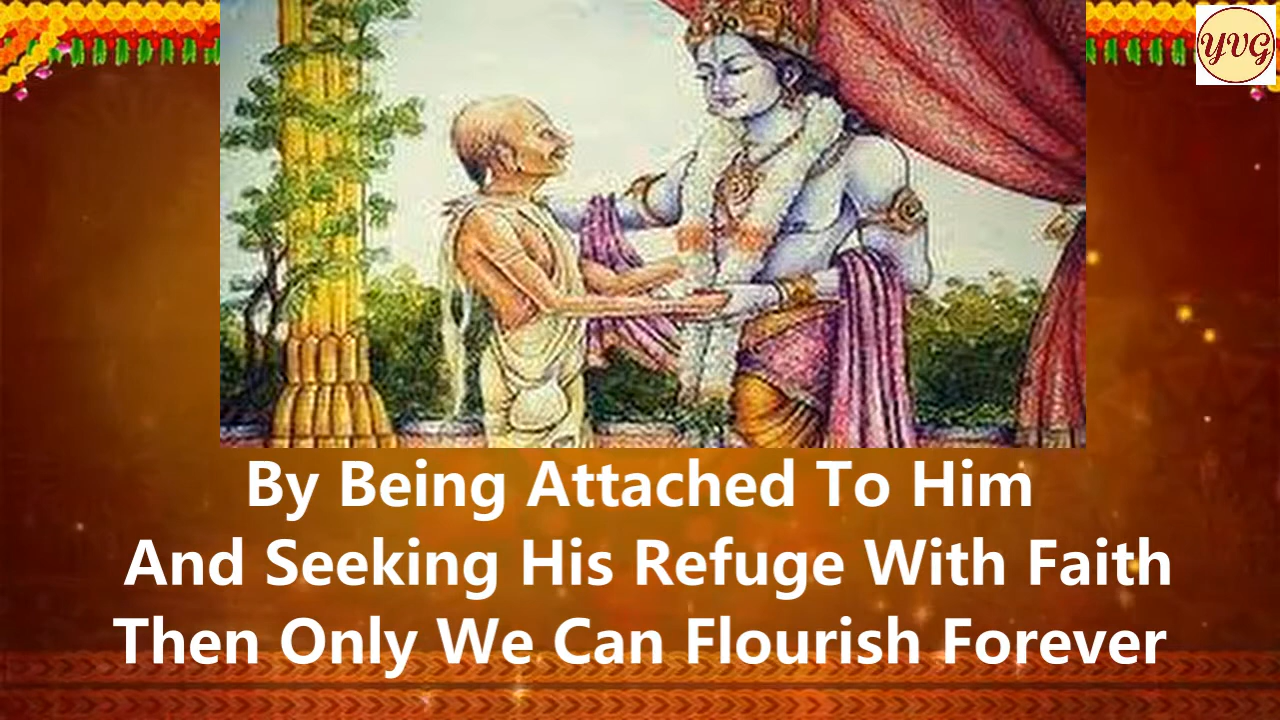 YVG
By Being Attached To Him
And Seeking His Refuge With Faith
Then Only We Can Flourish Forever